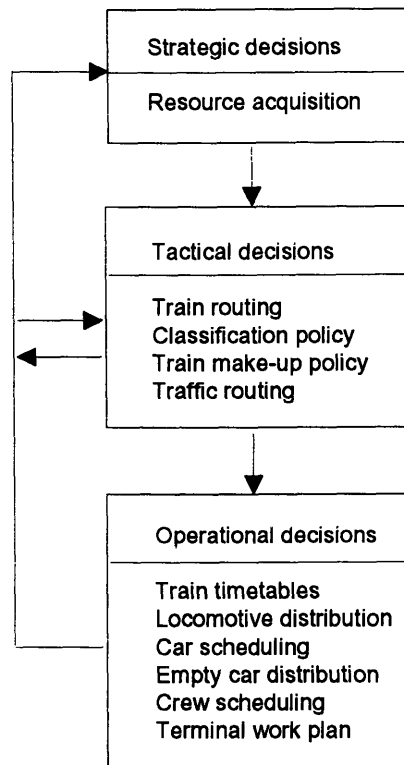 Strategic decisions
Resource acquisition
Tactical decisions
Train routing
Classification policy
Train make-up policy
Traffic routing
Operational decisions
Train timetables
Locomotive distribution
Car scheduling
Empty car distribution
Crew scheduling
Terminal work plan